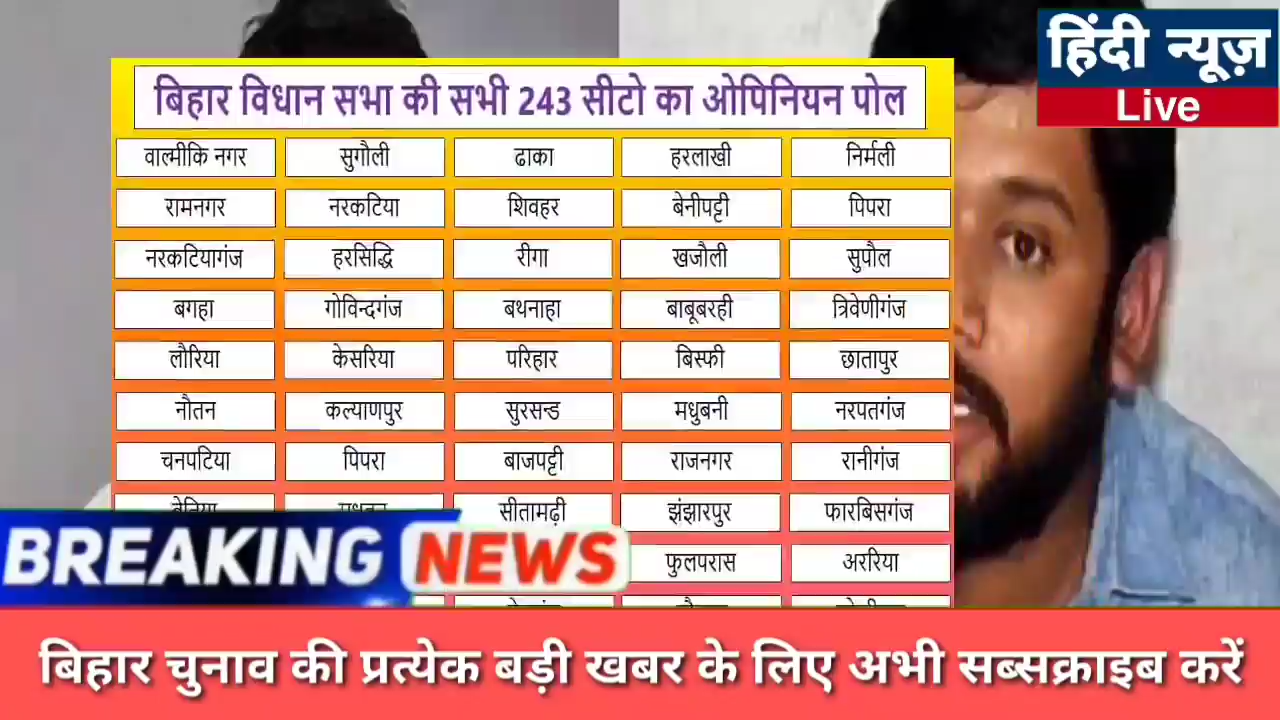 हिंदी न्यूज़
Live
बिहार विधान सभा की सभी 243 सीटो का ओपिनियन पोल
वाल्मीकि नगर सुगौली ढाका हरलाखी निर्मली
रामनगर नरकटिया शिवहर बेनीपट्टी पिपरा
नरकटियागंज हरसिद्धि रीगा खजौली सुपौल
बगहा गोविन्दगंज बथनाहा बाबूबरही त्रिवेणीगंज
लौरिया केसरिया परिहार बिस्फी छातापुर
नौतन कल्याणपुर सुरसन्ड मधुबनी नरपतगंज
चनपटिया पिपरा बाजपट्टी राजनगर रानीगंज
सीतामढ़ी झंझारपुर फारबिसगंज
फुलपरास अररिया
BREAKING NEWS
बिहार चुनाव की प्रत्येक बड़ी खबर के लिए अभी सब्सक्राइब करें